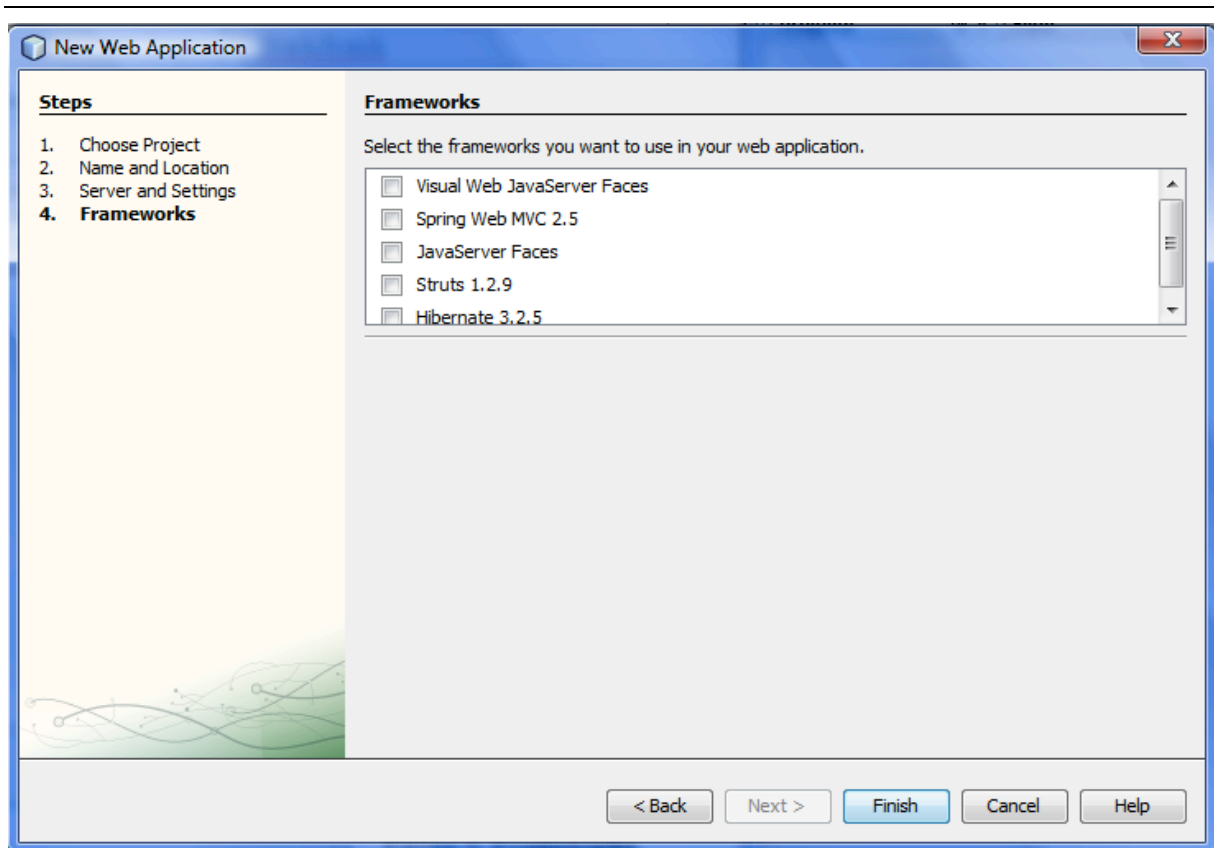 New Web Application
X
Steps
1. Choose Project
2. Name and Location
3. Server and Settings
4. Frameworks
Frameworks
Select the frameworks you want to use in your web application.
Visual Web JavaServer Faces
Spring Web MVC 2.5
JavaServer Faces
Struts 1.2.9
Hibernate 3.2.5
< Back Next > Finish Cancel Help